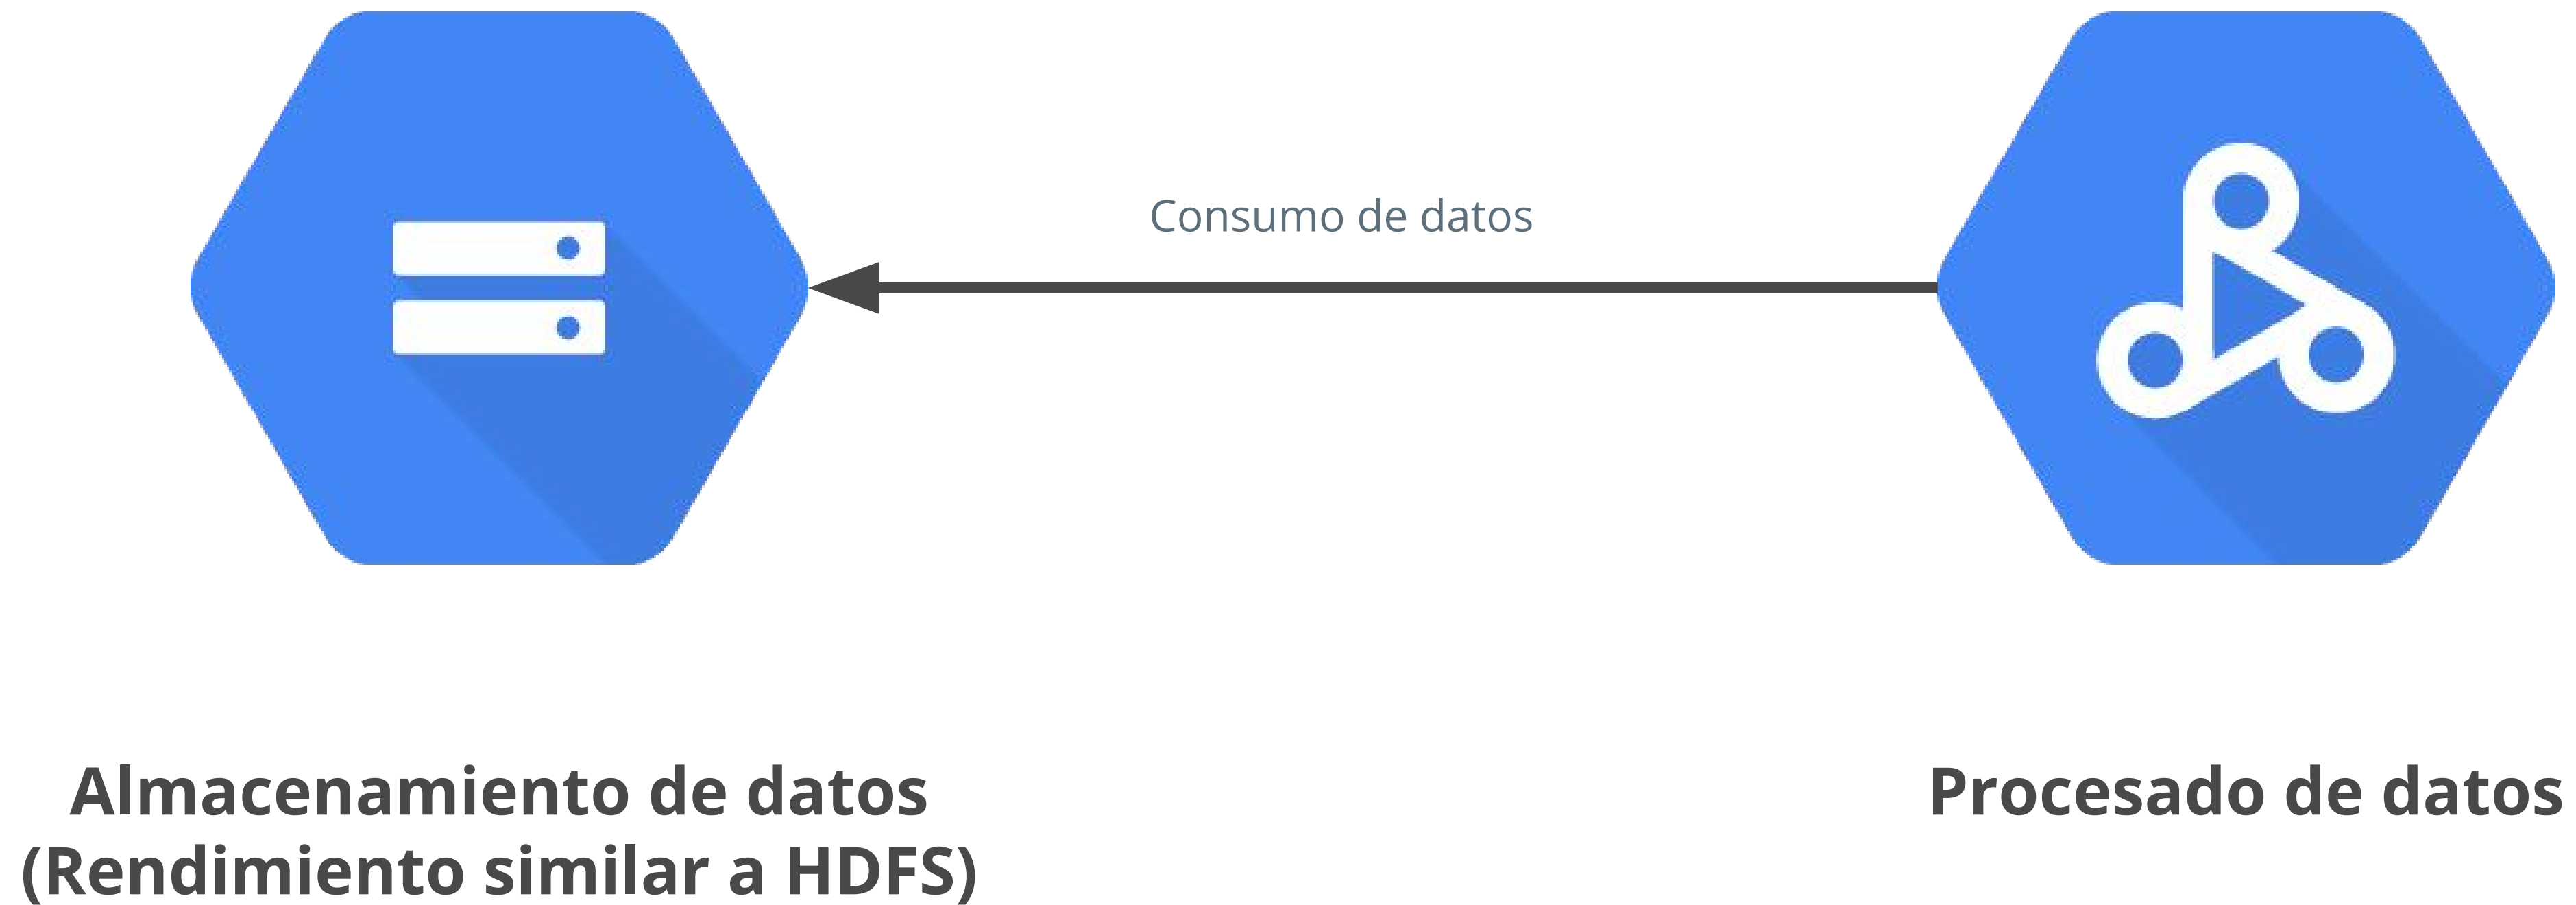 Consumo de datos
Almacenamiento de datos
(Rendimiento similar a HDFS)
Procesado de datos